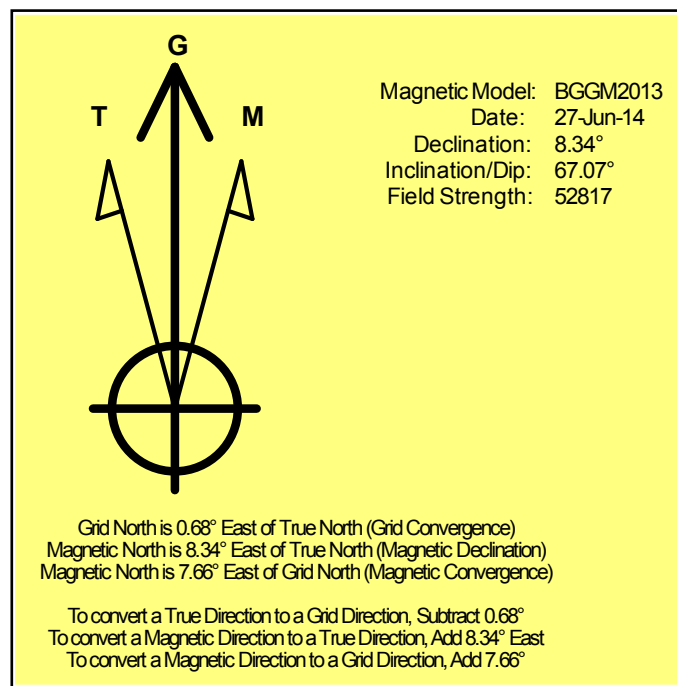 G
T
M
Magnetic Model: BGGM2013
Date: 27-Jun-14
Declination: 8.34°
Inclination/Dip: 67.07°
Field Strength: 52817
Grid North is 0.68° East of True North (Grid Convergence)
Magnetic North is 8.34° East of True North (Magnetic Declination)
Magnetic North is 7.66° East of Grid North (Magnetic Convergence)
To convert a True Direction to a Grid Direction, Subtract 0.68°
To convert a Magnetic Direction to a True Direction, Add 8.34° East
To convert a Magnetic Direction to a Grid Direction, Add 7.66°